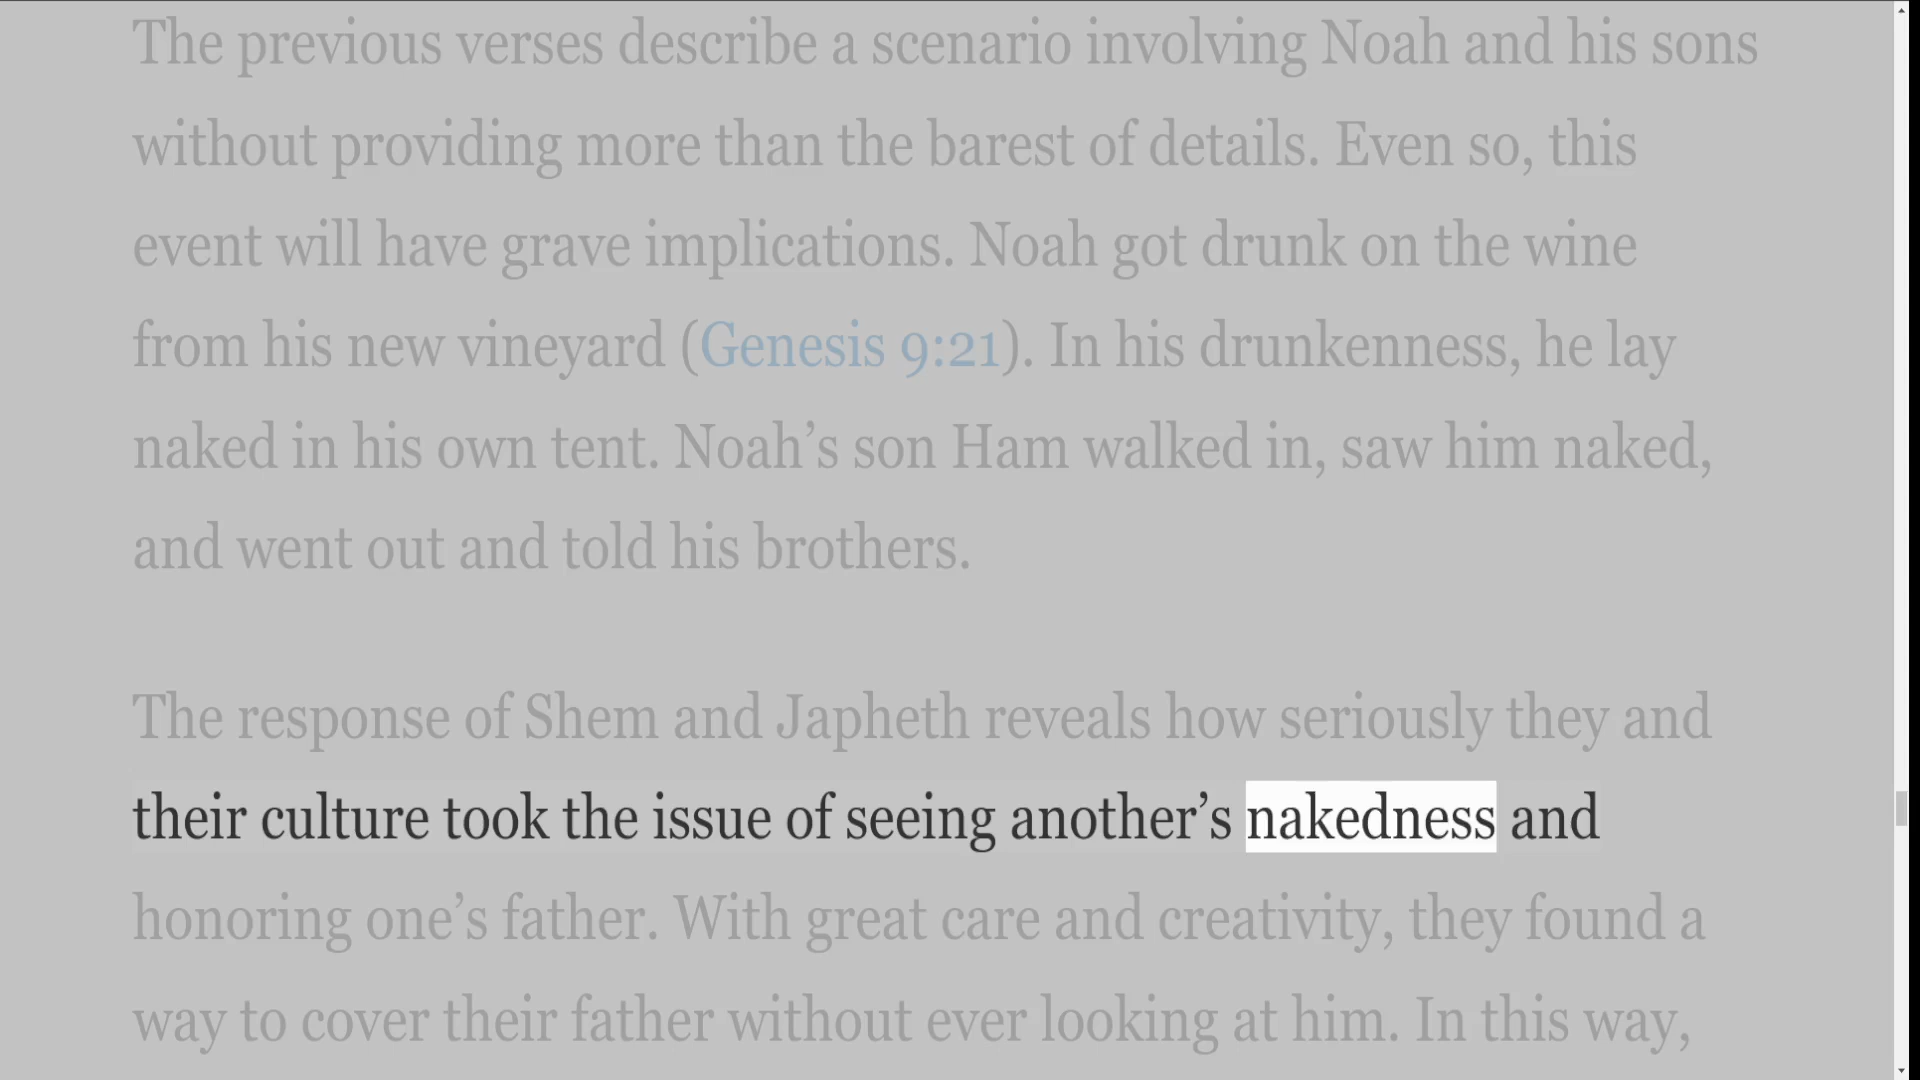 The previous verses describe a scenario involving Noah and his sons
without providing more than the barest of details. Even so, this
event will have grave implications. Noah got drunk on the wine
from his new vineyard (Genesis 9:21). In his drunkenness, he lay
naked in his own tent. Noah’s son Ham walked in, saw him naked,
and went out and told his brothers.
The response of Shem and Japheth reveals how seriously they and
their culture took the issue of seeing another’s nakedness and
honoring one’s father. With great care and creativity, they found a
way to cover their father without ever looking at him. In this way,